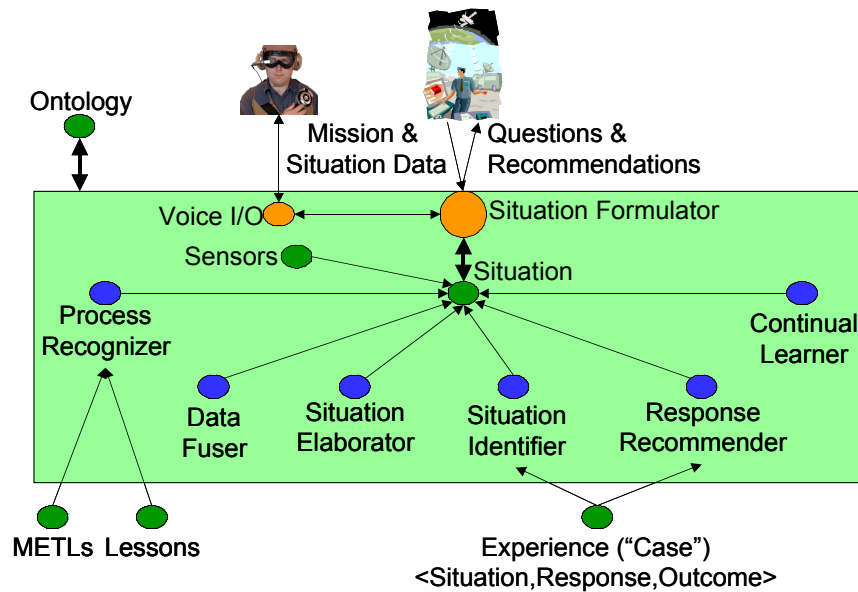 Ontology
Mission &
Situation Data
Questions &
Recommendations
Voice I/O
Situation Formulator
Sensors
Situation
Process
Recognizer
Continual
Learner
Data
Fuser
Situation
Elaborator
Situation
Identifier
Response
Recommender
METLs Lessons
Experience (“Case”)
<Situation,Response,Outcome>